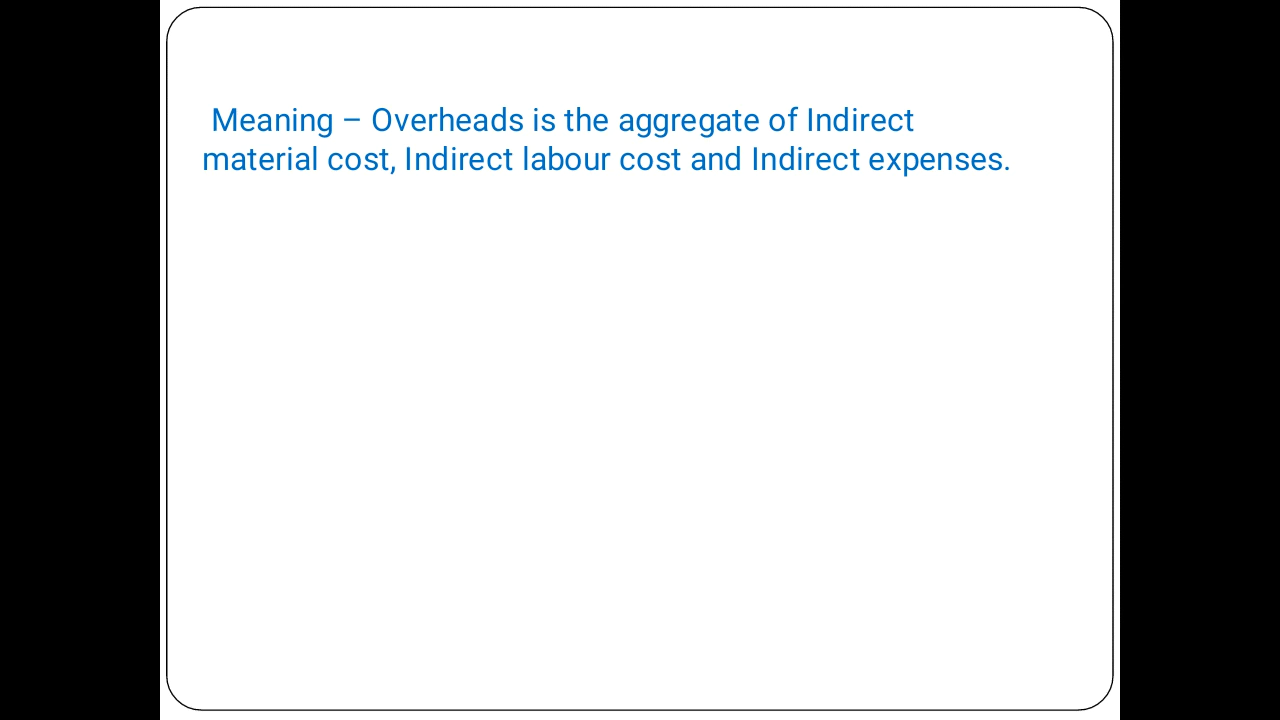 Meaning – Overheads is the aggregate of Indirect
material cost, Indirect labour cost and Indirect expenses.